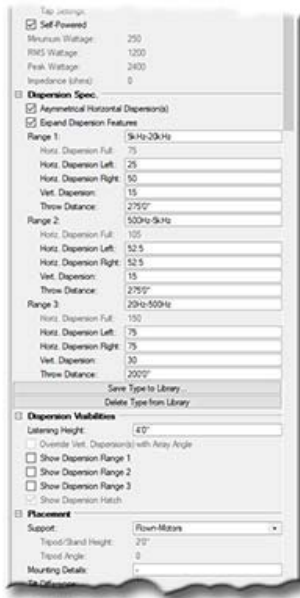 Tap Settings:
Self-Powered
Minimum Wattage: 250
RMS Wattage: 1200
Peak Wattage: 2400
Impedance (ohms): 0
Dispersion Spec.
Asymmetrical Horizontal Dispersion(s)
Expand Dispersion Features
Range 1: 5kHz-20kHz
Horiz. Dispersion Full: 75
Horiz. Dispersion Left: 25
Horiz. Dispersion Right: 50
Vert. Dispersion: 15
Throw Distance: 275'0"
Range 2: 500Hz-5kHz
Horiz. Dispersion Full: 105
Horiz. Dispersion Left: 52.5
Horiz. Dispersion Right: 52.5
Vert. Dispersion: 15
Throw Distance: 275'0"
Range 3: 20Hz-500Hz
Horiz. Dispersion Full: 150
Horiz. Dispersion Left: 75
Horiz. Dispersion Right: 75
Vert. Dispersion: 30
Throw Distance: 200'0"
Save Type to Library...
Delete Type from Library
Dispersion Visibilities
Listening Height: 4'0"
Override Vert. Dispersion(s) with Array Angle
Show Dispersion Range 1
Show Dispersion Range 2
Show Dispersion Range 3
Show Dispersion Hatch
Placement
Support: Flown-Motors
Tripod/Stand Height: 2'0"
Tripod Angle: 0
Mounting Details: -
Tilt Difference: